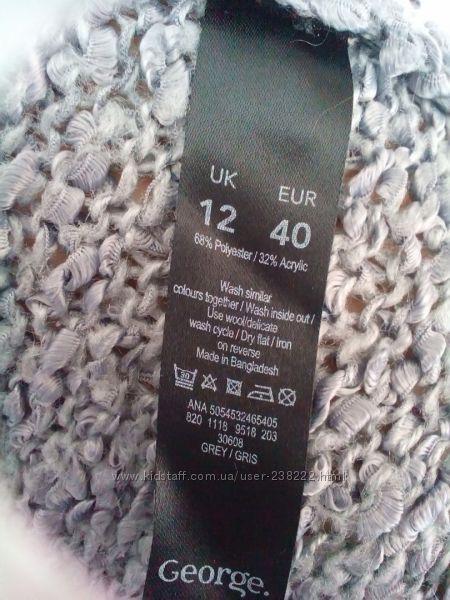 UK EUR
12 40
68% Polyester / 32% Acrylic
Wash similar
colours together / Wash inside out /
Use wool/delicate
wash cycle / Dry flat / Iron
on reverse
Made in Bangladesh
30
ANA 5054532465405
820 1118 9518 203
30608
GREY / GRIS
© www.kidstaff.com.ua/user-238222.html
George.